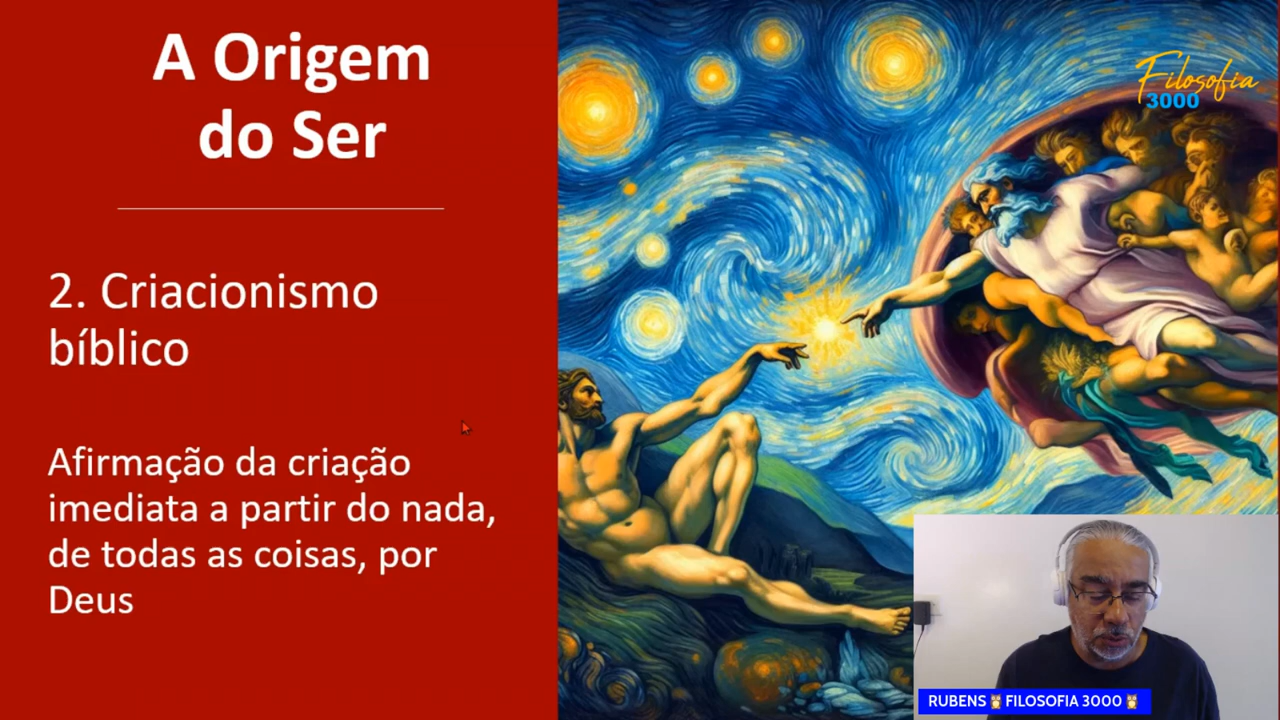 A Origem
do Ser
2. Criacionismo
bíblico
Afirmação da criação
imediata a partir do nada,
de todas as coisas, por
Deus
Filosofia
3000
RUBENS🦉FILOSOFIA 3000🦉